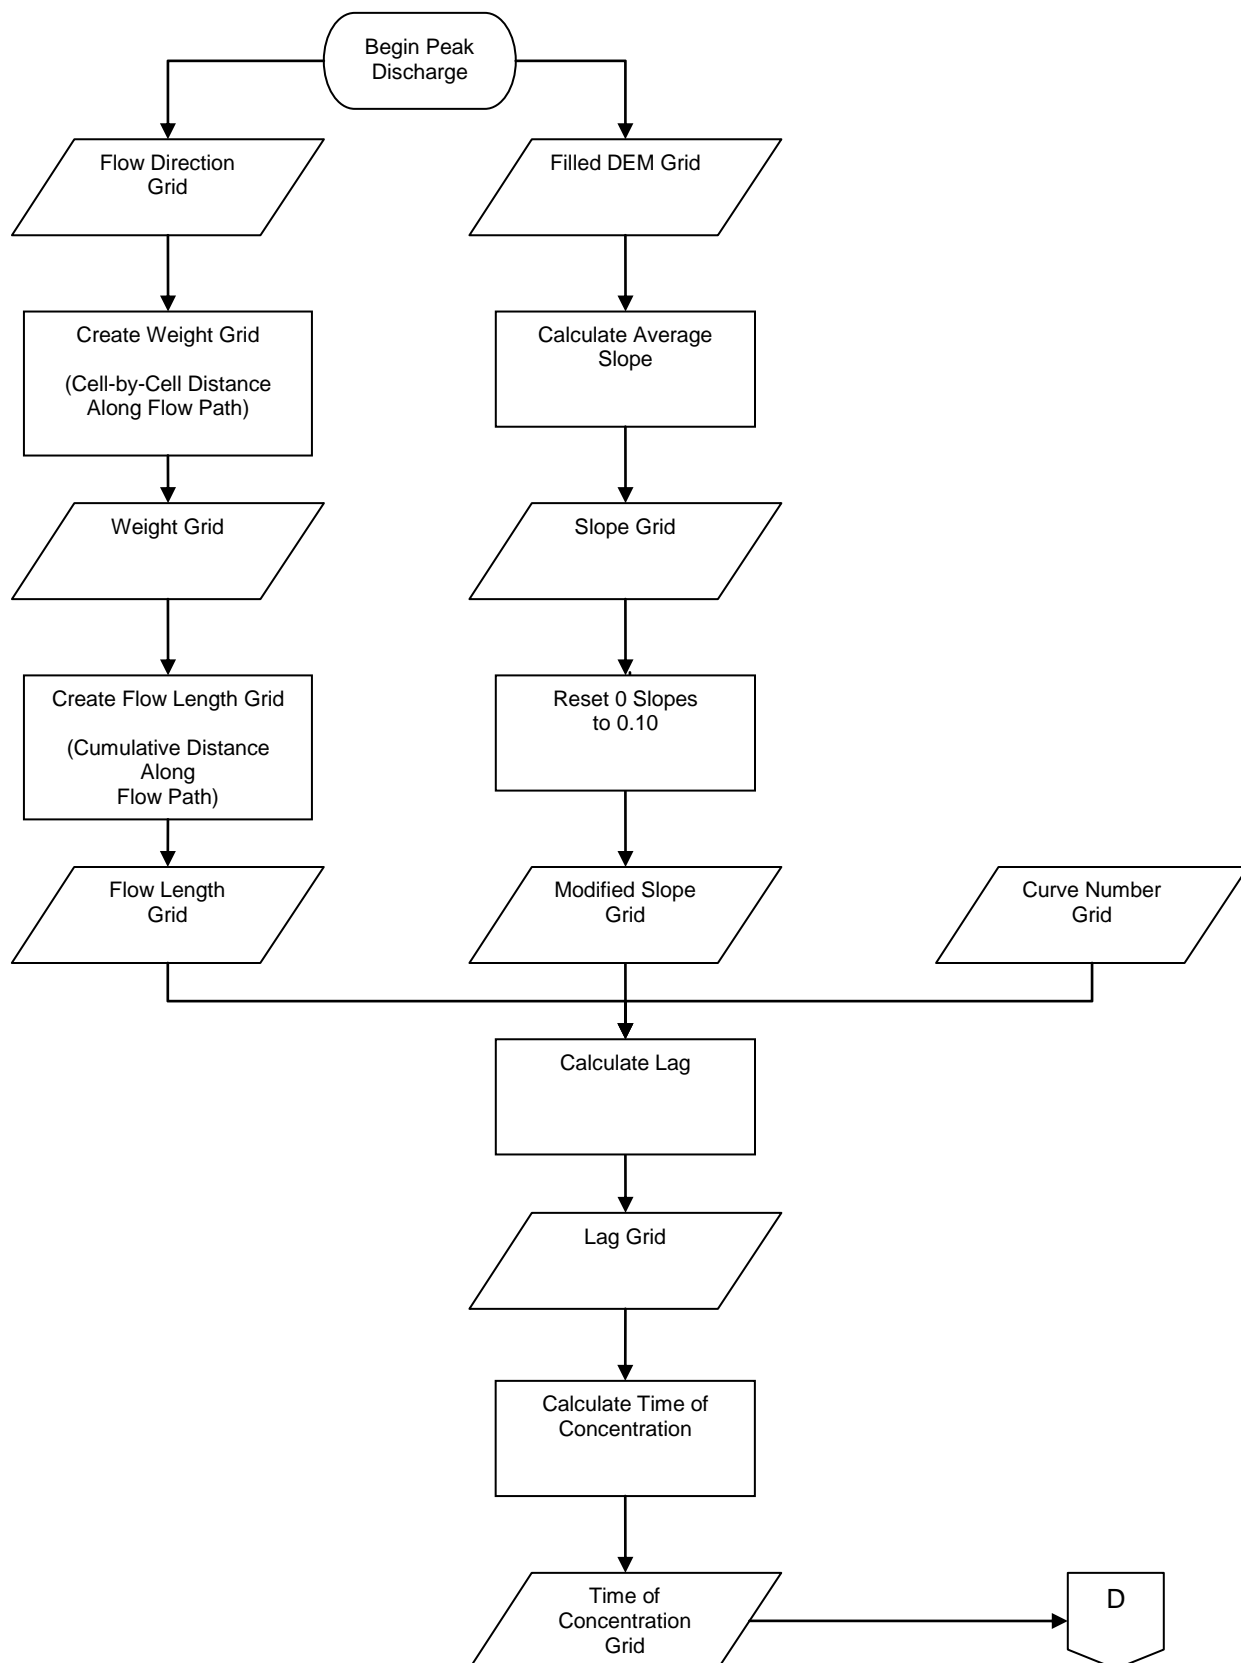 Begin Peak
Discharge
Flow Direction
Grid
Filled DEM Grid
Create Weight Grid
(Cell-by-Cell Distance
Along Flow Path)
Calculate Average
Slope
Weight Grid
Slope Grid
Create Flow Length Grid
(Cumulative Distance
Along
Flow Path)
Reset 0 Slopes
to 0.10
Flow Length
Grid
Modified Slope
Grid
Curve Number
Grid
Calculate Lag
Lag Grid
Calculate Time of
Concentration
Time of
Concentration
Grid
D